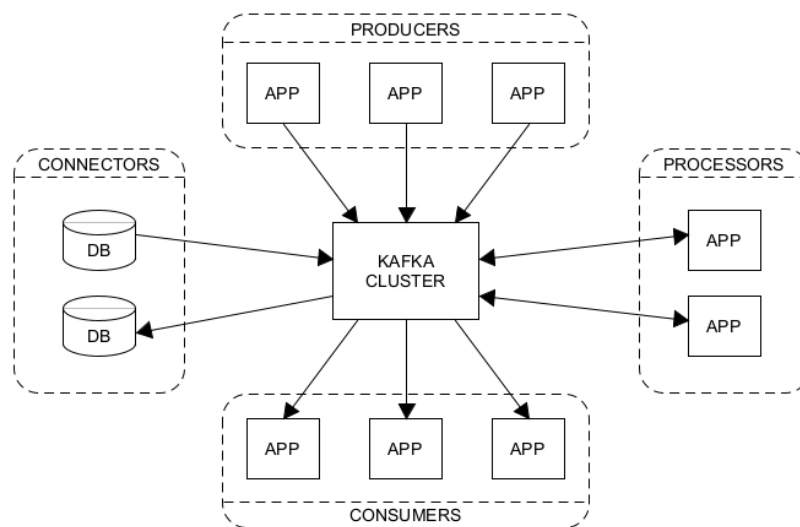 PRODUCERS
APP
APP
APP
CONNECTORS
DB
DB
KAFKA
CLUSTER
PROCESSORS
APP
APP
APP
APP
APP
CONSUMERS